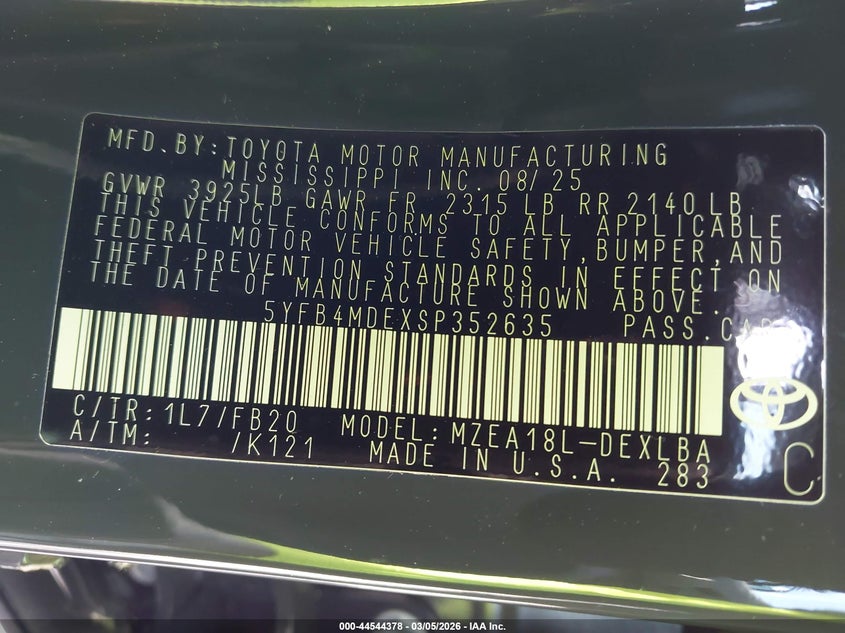 MFD.BY:TOYOTA MOTOR MANUFACTURING
MISSISSIPPI INC. 08/25
GVWR 3925LB GAWR FR 2315 LB RR 2140 LB
THIS VEHICLE CONFORMS TO ALL APPLICABLE
FEDERAL MOTOR VEHICLE SAFETY,BUMPER,AND
THEFT PREVENTION STANDARDS IN EFFECT ON
THE DATE OF MANUFACTURE SHOWN ABOVE.
5YFB4MDEXSP352635 PASS.CAR
C/TR:1L7/FB20 MODEL:MZEA18L-DEXLBA
A/TM: /K121 MADE IN U.S.A. 283
C
000-44544378 - 03/05/2026 - IAA Inc.